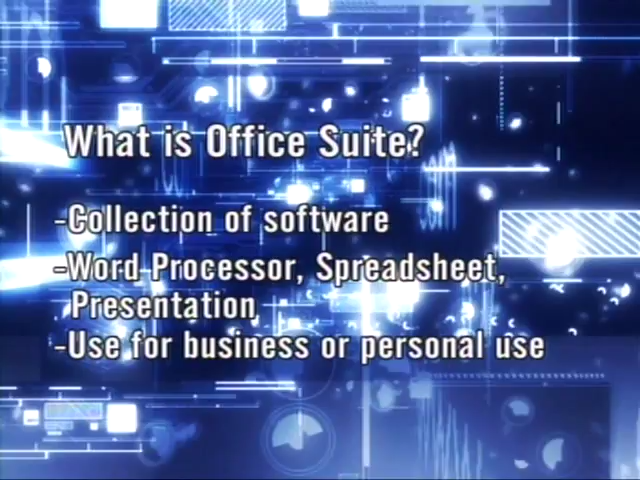 What is Office Suite?
-Collection of software
-Word Processor, Spreadsheet,
Presentation
-Use for business or personal use